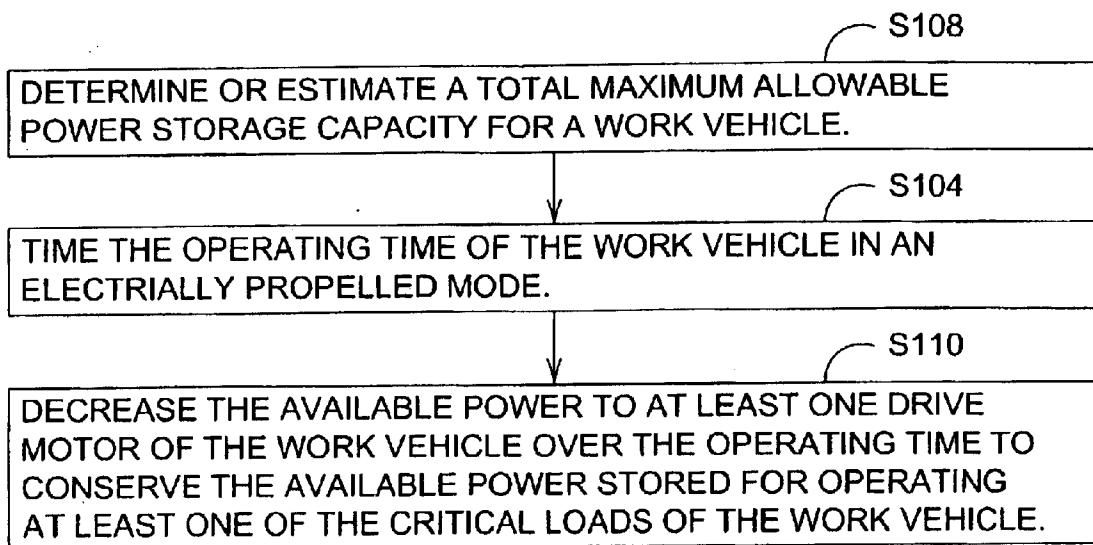 S108
DETERMINE OR ESTIMATE A TOTAL MAXIMUM ALLOWABLE
POWER STORAGE CAPACITY FOR A WORK VEHICLE.
S104
TIME THE OPERATING TIME OF THE WORK VEHICLE IN AN
ELECTRIALLY PROPELLED MODE.
S110
DECREASE THE AVAILABLE POWER TO AT LEAST ONE DRIVE
MOTOR OF THE WORK VEHICLE OVER THE OPERATING TIME TO
CONSERVE THE AVAILABLE POWER STORED FOR OPERATING
AT LEAST ONE OF THE CRITICAL LOADS OF THE WORK VEHICLE.